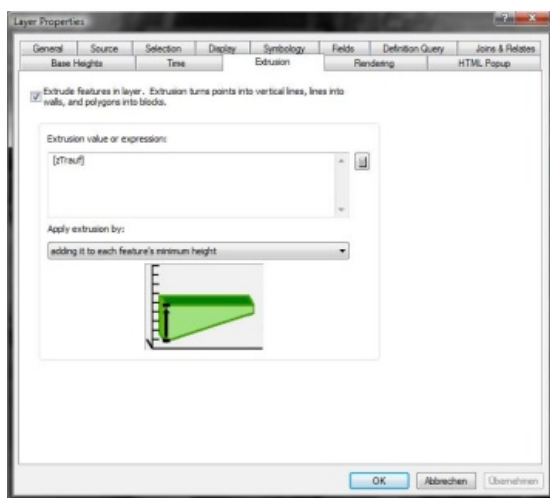 Layer Properties
General Source Selection Display Symbology Fields Definition Query Joins & Relates
Base Heights Time Extrusion Rendering HTML Popup
Extrude features in layer. Extrusion turns points into vertical lines, lines into
walls, and polygons into blocks.
Extrusion value or expression:
[zTrauf]
Apply extrusion by:
adding it to each feature's minimum height
OK Abbrechen Übernehmen